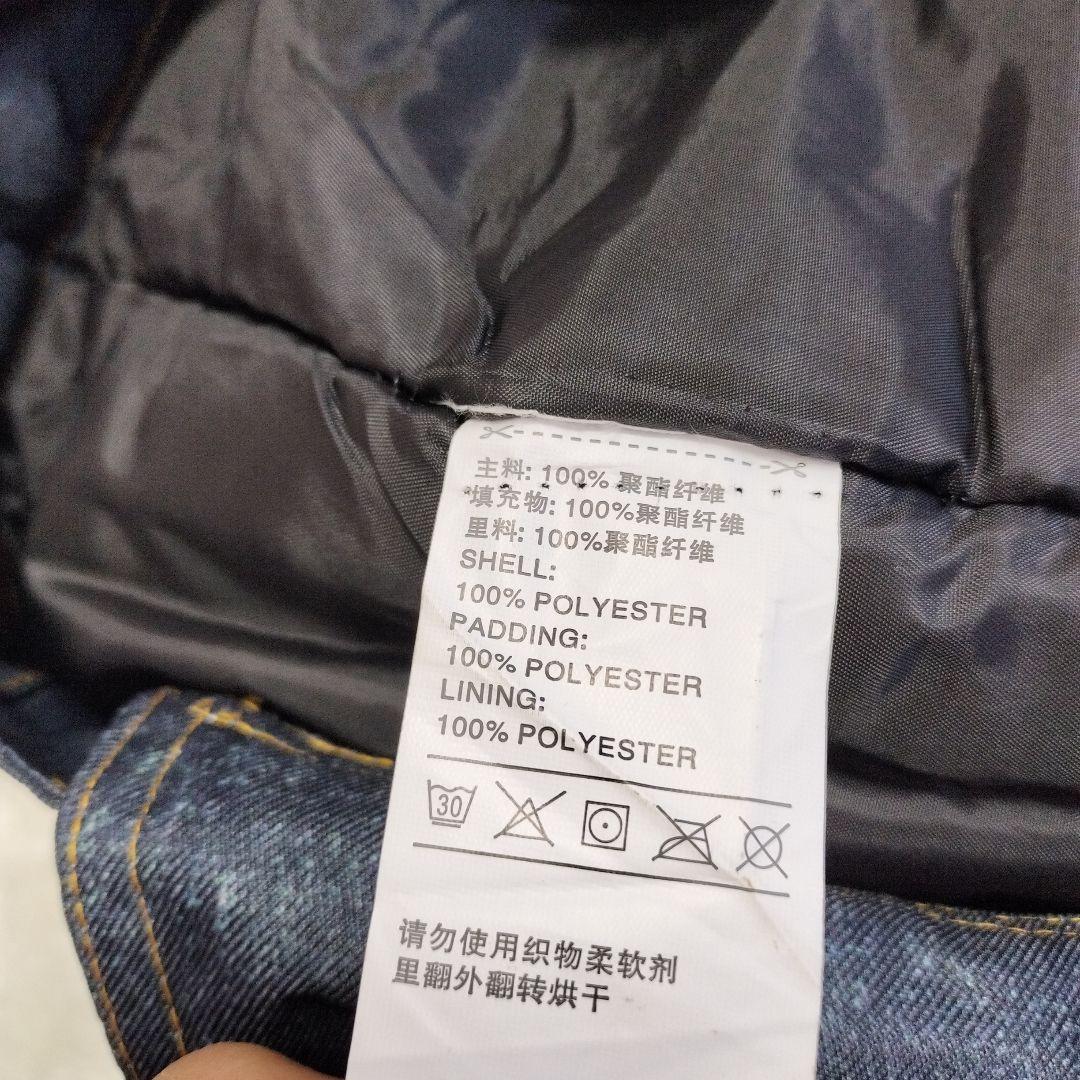 主料: 100% 聚酯纤维
填充物: 100%聚酯纤维
里料: 100%聚酯纤维
SHELL:
100% POLYESTER
PADDING:
100% POLYESTER
LINING:
100% POLYESTER
30
请勿使用织物柔软剂
里翻外翻转烘干